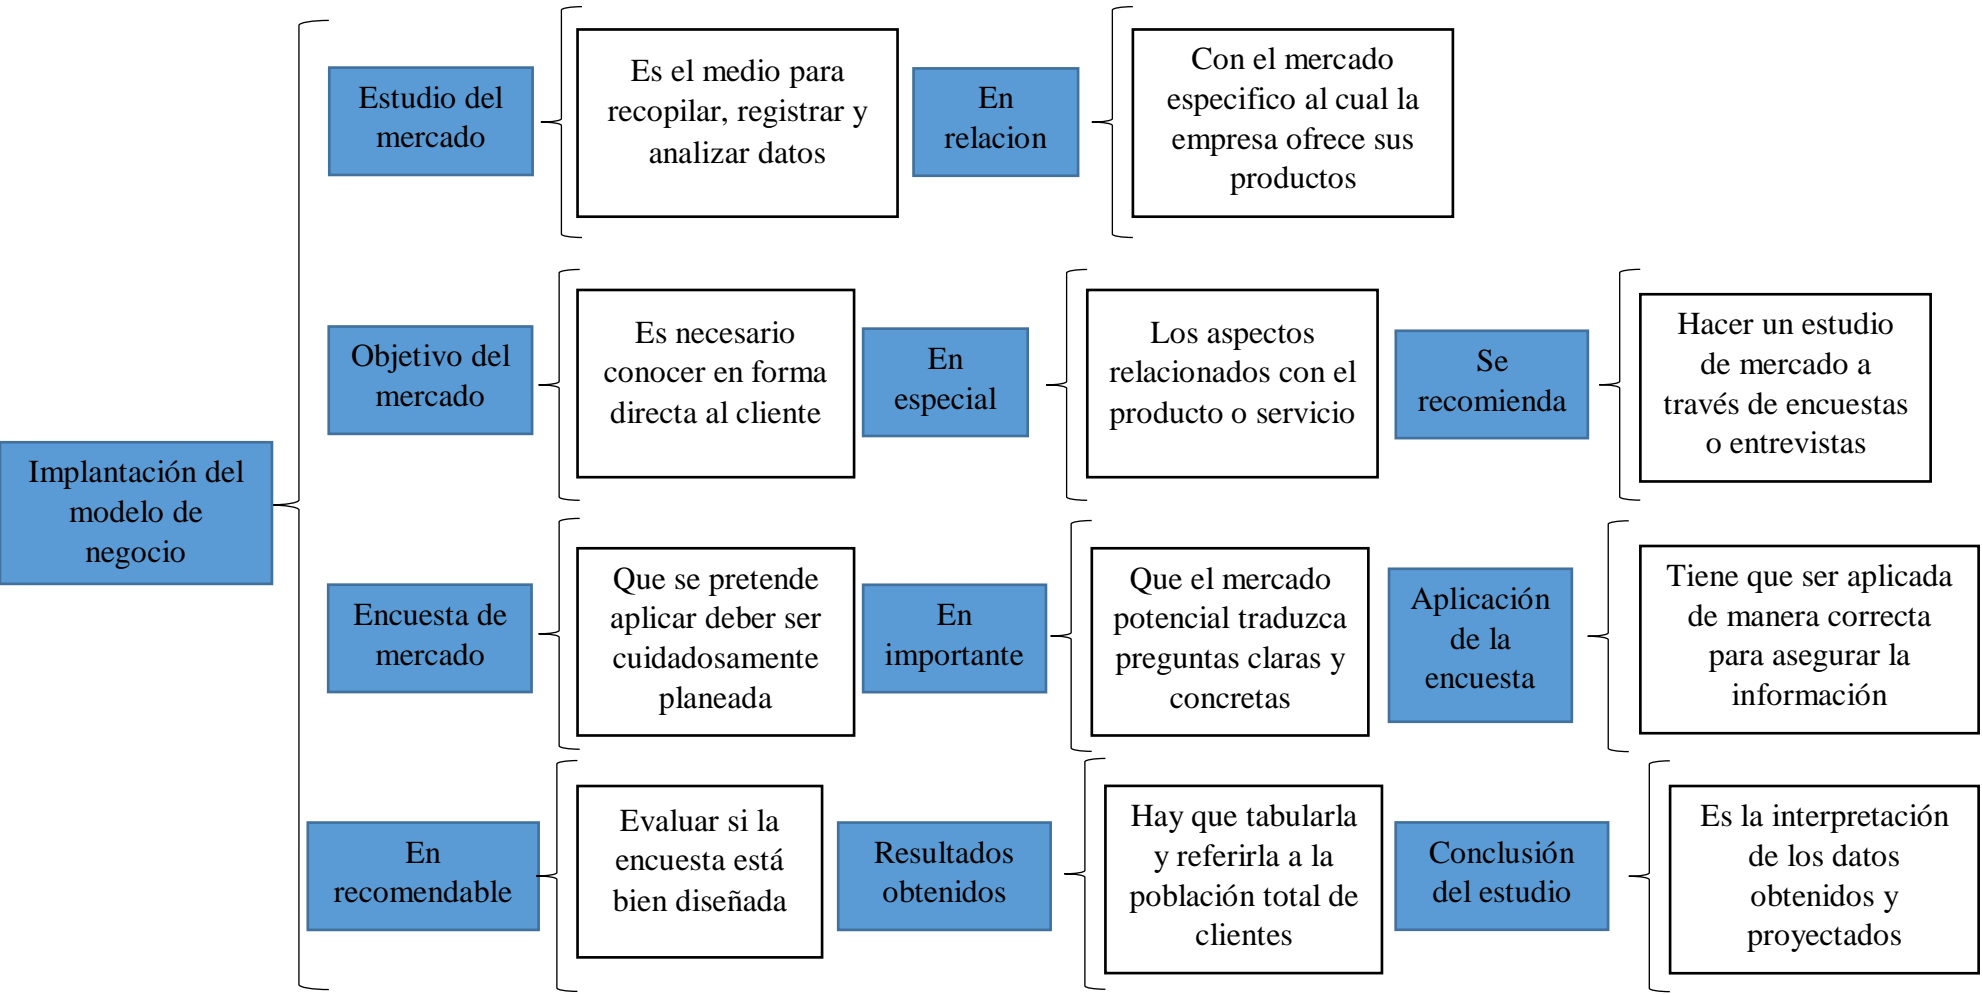 Implantación del
modelo de
negocio
Estudio del
mercado
Es el medio para
recopilar, registrar y
analizar datos
En
relacion
Con el mercado
especifico al cual la
empresa ofrece sus
productos
Objetivo del
mercado
Es necesario
conocer en forma
directa al cliente
En
especial
Los aspectos
relacionados con el
producto o servicio
Se
recomienda
Hacer un estudio
de mercado a
través de encuestas
o entrevistas
Encuesta de
mercado
Que se pretende
aplicar deber ser
cuidadosamente
planeada
En
importante
Que el mercado
potencial traduzca
preguntas claras y
concretas
Aplicación
de la
encuesta
Tiene que ser aplicada
de manera correcta
para asegurar la
información
En
recomendable
Evaluar si la
encuesta está
bien diseñada
Resultados
obtenidos
Hay que tabularla
y referirla a la
población total de
clientes
Conclusión
del estudio
Es la interpretación
de los datos
obtenidos y
proyectados